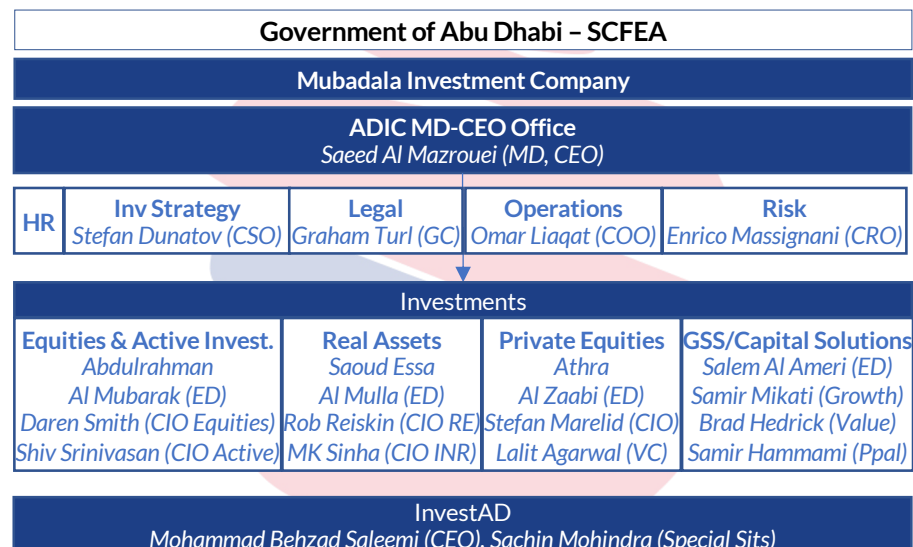 Government of Abu Dhabi – SCFEA
Mubadala Investment Company
ADIC MD-CEO Office
Saeed Al Mazrouei (MD, CEO)
HR
Inv Strategy
Stefan Dunatov (CSO)
Legal
Graham Turl (GC)
Operations
Omar Liaqat (COO)
Risk
Enrico Massignani (CRO)
Investments
Equities & Active Invest.
Abdulrahman
Al Mubarak (ED)
Daren Smith (CIO Equities)
Shiv Srinivasan (CIO Active)
Real Assets
Saoud Essa
Al Mulla (ED)
Rob Reiskin (CIO RE)
MK Sinha (CIO INR)
Private Equities
Athra
Al Zaabi (ED)
Stefan Marelid (CIO)
Lalit Agarwal (VC)
GSS/Capital Solutions
Salem Al Ameri (ED)
Samir Mikati (Growth)
Brad Hedrick (Value)
Samir Hammami (Ppal)
InvestAD
Mohammad Behzad Saleemi (CEO), Sachin Mohindra (Special Sits)